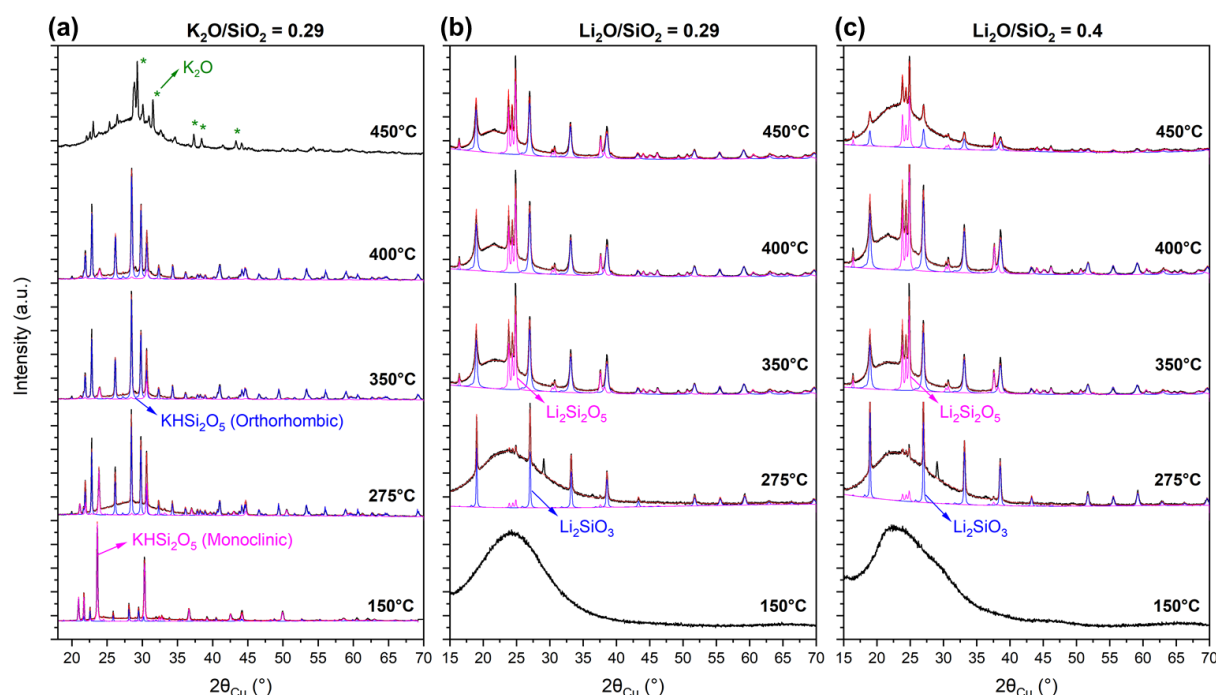 (a) K₂O/SiO₂ = 0.29
(b) Li₂O/SiO₂ = 0.29
(c) Li₂O/SiO₂ = 0.4
Intensity (a.u.)
* * K₂O
* * *
450°C
400°C
350°C
KHSi₂O₅ (Orthorhombic)
275°C
KHSi₂O₅ (Monoclinic)
150°C
20 25 30 35 40 45 50 55 60 65 70
2θCu (°)
450°C
400°C
350°C
Li₂Si₂O₅
275°C
Li₂SiO₃
150°C
15 20 25 30 35 40 45 50 55 60 65 70
2θCu (°)
450°C
400°C
350°C
Li₂Si₂O₅
275°C
Li₂SiO₃
150°C
15 20 25 30 35 40 45 50 55 60 65 70
2θCu (°)